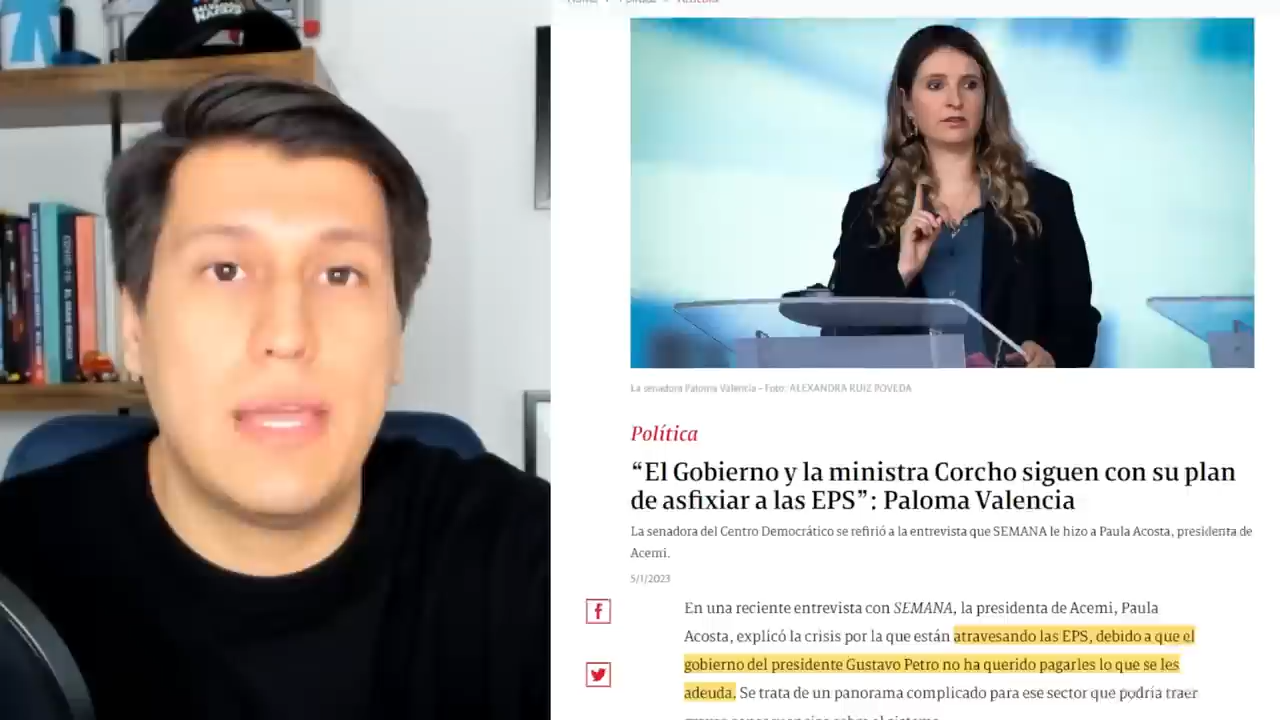 COVID-19: EL GRAN REINICIO
La senadora Paloma Valencia – Foto: ALEXANDRA RUIZ POVEDA
Política
“El Gobierno y la ministra Corcho siguen con su plan
de asfixiar a las EPS”: Paloma Valencia
La senadora del Centro Democrático se refirió a la entrevista que SEMANA le hizo a Paula Acosta, presidenta de
Acemi.
5/1/2023
En una reciente entrevista con SEMANA, la presidenta de Acemi, Paula
Acosta, explicó la crisis por la que están atravesando las EPS, debido a que el
gobierno del presidente Gustavo Petro no ha querido pagarles lo que se les
adeuda. Se trata de un panorama complicado para ese sector que podría traer